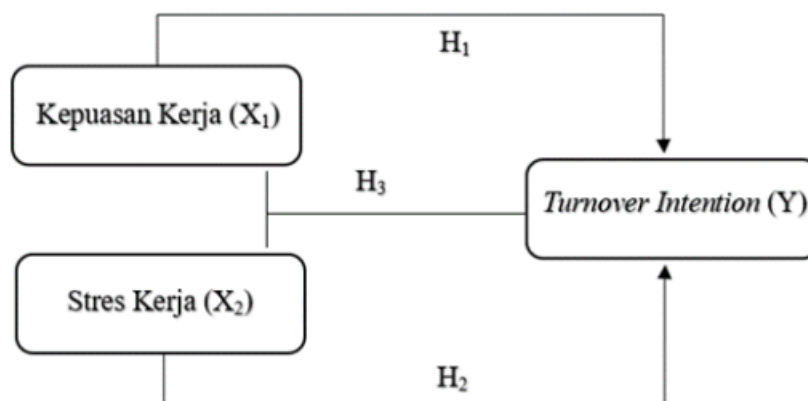 H₁
Kepuasan Kerja (X₁)
H₃
Turnover Intention (Y)
Stres Kerja (X₂)
H₂